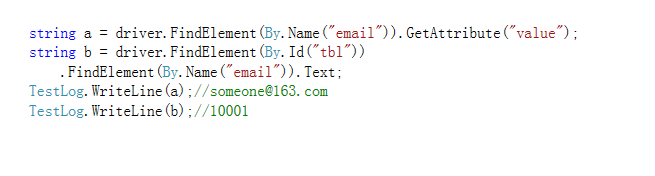 string a = driver.FindElement(By.Name("email")).GetAttribute("value");
string b = driver.FindElement(By.Id("tbl"))
.FindElement(By.Name("email")).Text;
TestLog.WriteLine(a);//someone@163.com
TestLog.WriteLine(b);//10001